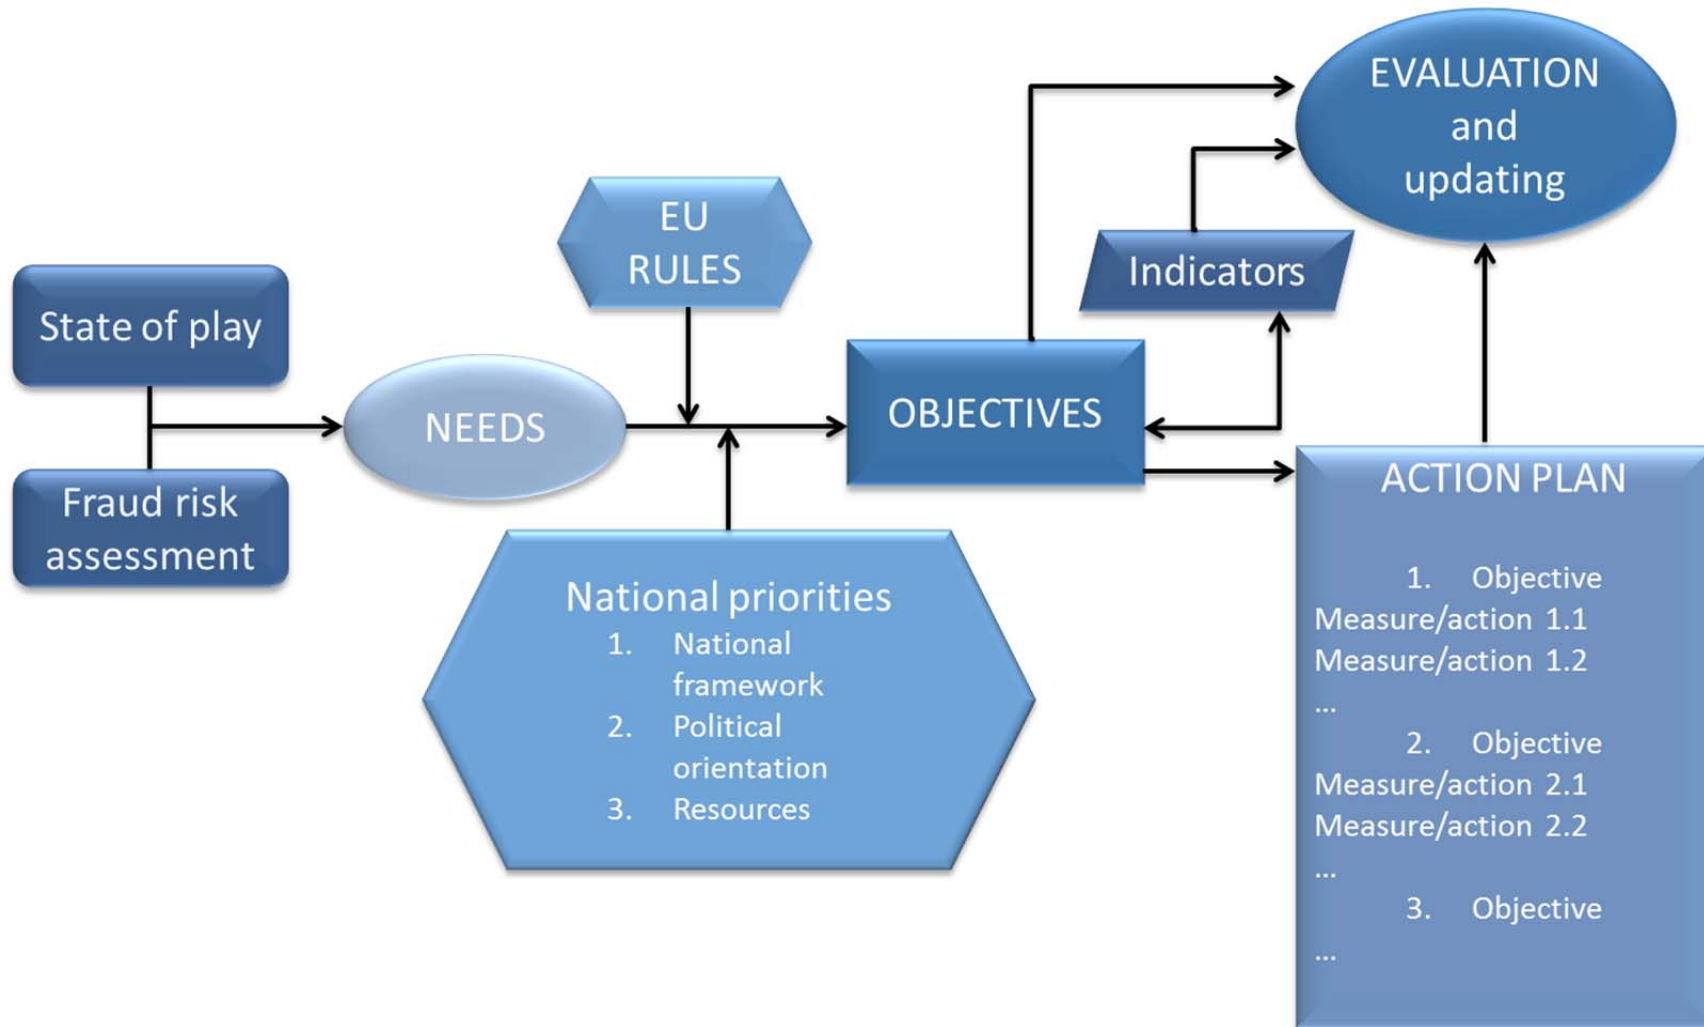 State of play
Fraud risk
assessment
NEEDS
EU
RULES
National priorities
1. National
framework
2. Political
orientation
3. Resources
OBJECTIVES
Indicators
EVALUATION
and
updating
ACTION PLAN
1. Objective
Measure/action 1.1
Measure/action 1.2
...
2. Objective
Measure/action 2.1
Measure/action 2.2
...
3. Objective
...